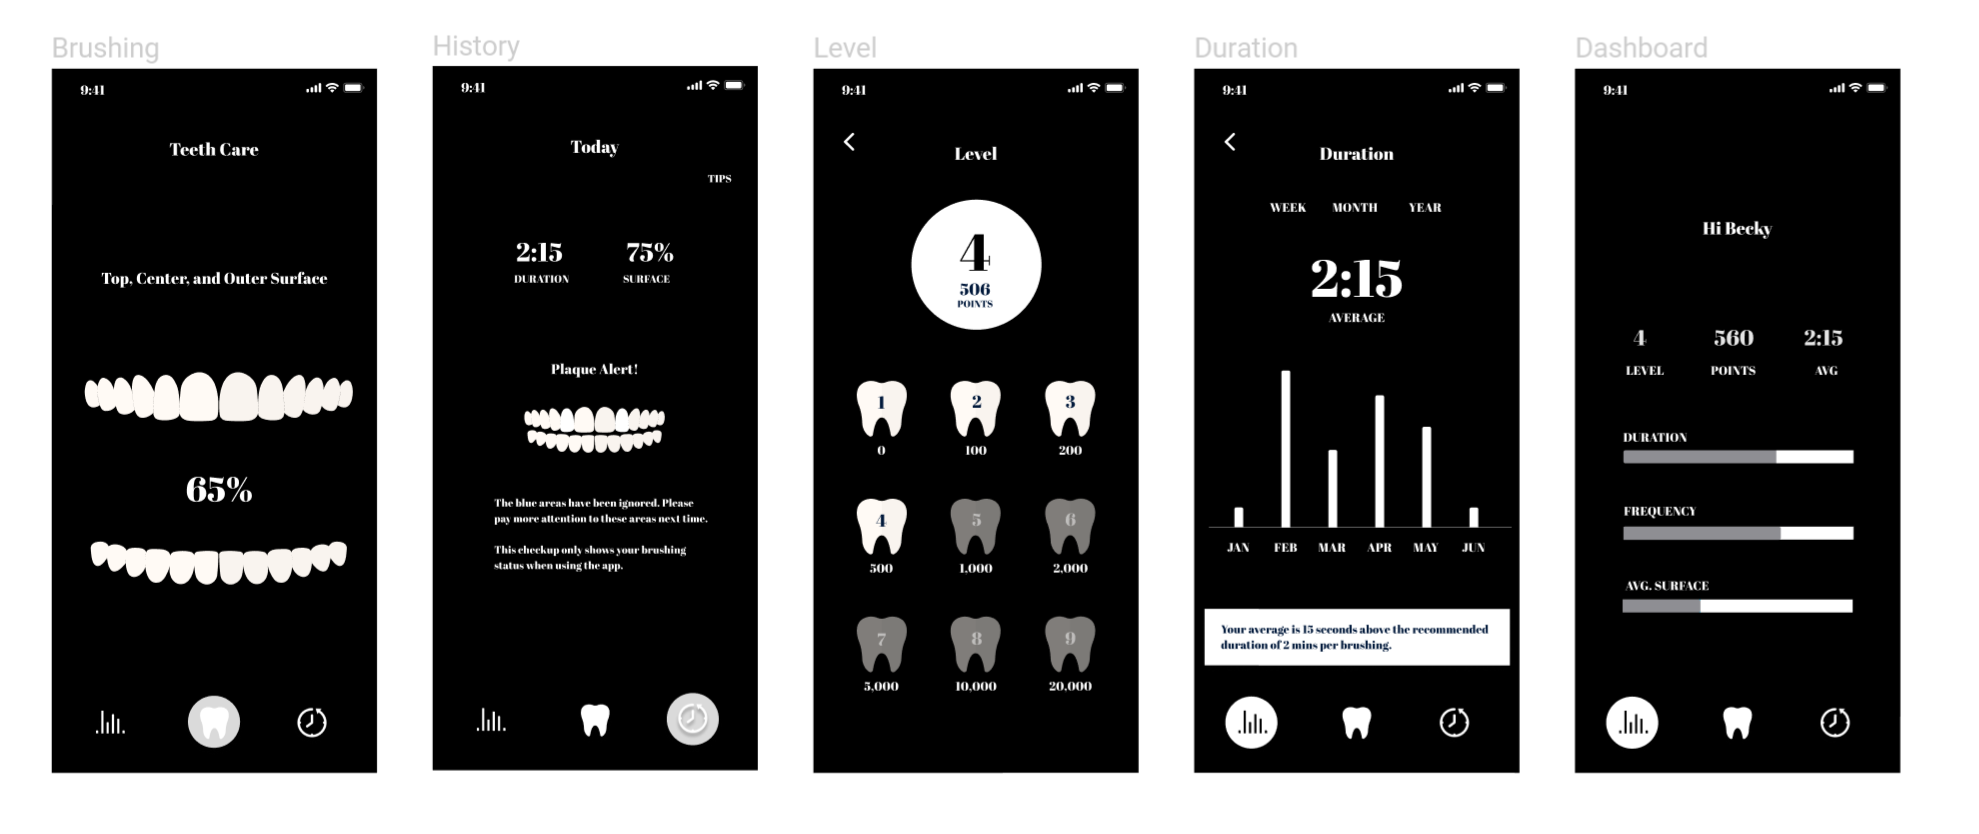 Brushing
9:41
Teeth Care
Top, Center, and Outer Surface
65%
History
9:41
Today
TIPS
2:15 75%
DURATION SURFACE
Plaque Alert!
The blue areas have been ignored. Please
pay more attention to these areas next time.
This checkup only shows your brushing
status when using the app.
Level
9:41
Level
4
506
POINTS
1 2 3
0 100 200
4 5 6
500 1,000 2,000
7 8 9
5,000 10,000 20,000
Duration
9:41
Duration
WEEK MONTH YEAR
2:15
AVERAGE
JAN FEB MAR APR MAY JUN
Your average is 15 seconds above the recommended
duration of 2 mins per brushing.
Dashboard
9:41
Hi Becky
4 560 2:15
LEVEL POINTS AVG
DURATION
FREQUENCY
AVG. SURFACE